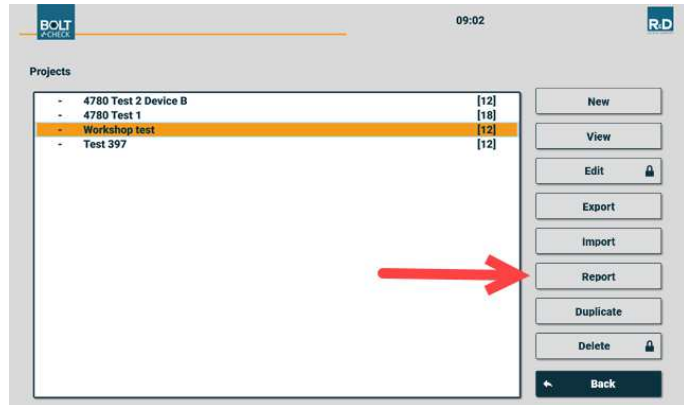 BOLT
CHECK
09:02
R&D
Projects
- 4780 Test 2 Device B [12]
- 4780 Test 1 [18]
- Workshop test [12]
- Test 397 [12]
New
View
Edit
Export
Import
Report
Duplicate
Delete
Back